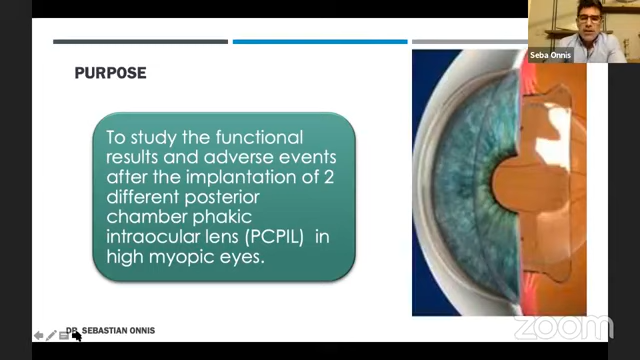 Seba Onnis
PURPOSE
To study the functional
results and adverse events
after the implantation of 2
different posterior
chamber phakic
intraocular lens (PCPIL) in
high myopic eyes.
DR. SEBASTIAN ONNIS
zoom